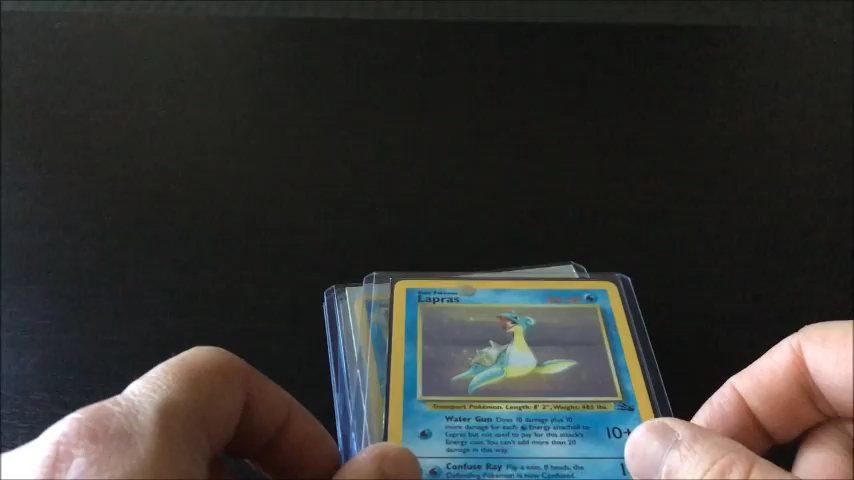 Lapras
Transport Pokémon. Length: 8' 2", Weight: 485 lbs.
Water Gun Does 10 damage plus 10
more damage for each Energy attached to
Lapras but not used to pay for this attack's
Energy cost. You can't add more than 20
damage in this way.
10+
Confuse Ray Flip a coin. If heads, the
Defending Pokémon is now Confused.